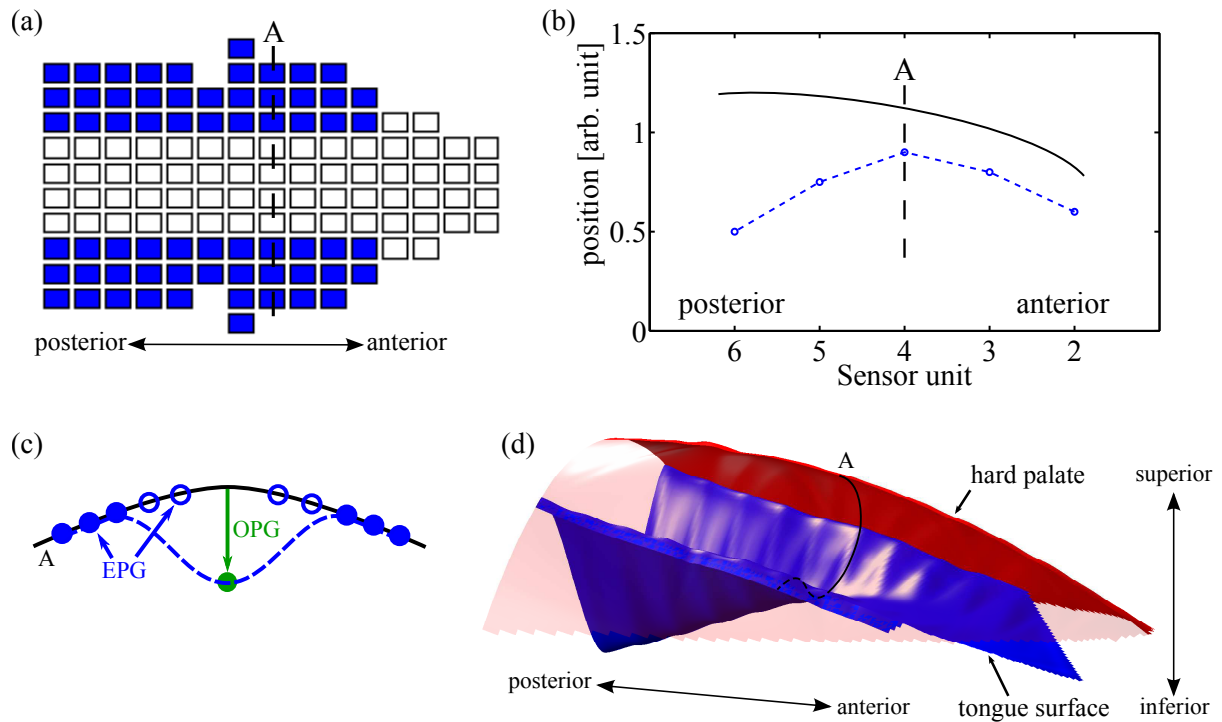 (a)
A
posterior
anterior
(b)
position [arb. unit]
1.5
1
0.5
0
A
posterior
anterior
6
5
4
3
2
Sensor unit
(c)
OPG
EPG
A
(d)
A
hard palate
superior
posterior
anterior
tongue surface
inferior